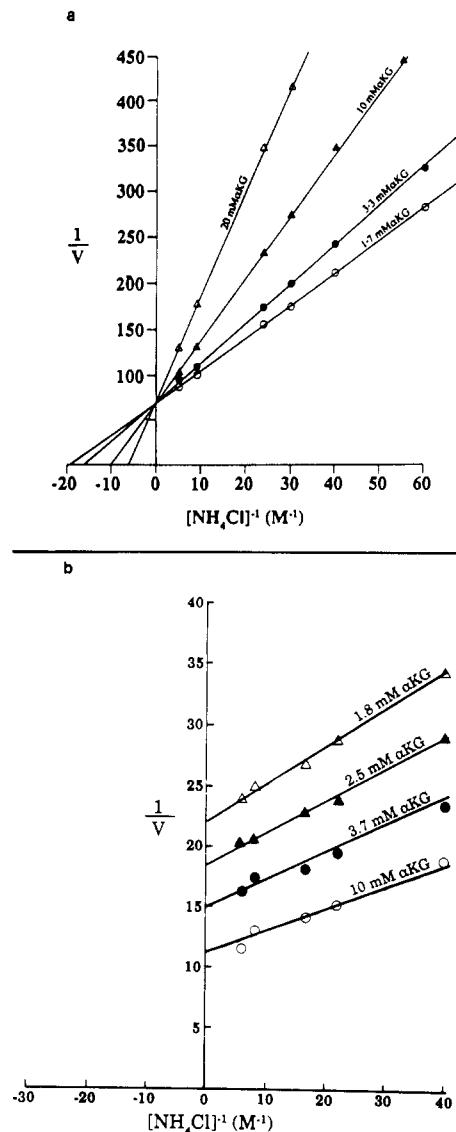 a
450
400
350
300
1
V
250
200
150
100
20 mMαKG
10 mMαKG
3·3 mMαKG
1·7 mMαKG
-20 -10 0 10 20 30 40 50 60
[NH₄Cl]⁻¹ (M⁻¹)
b
40
35
30
25
20
1
V
15
10
5
1.8 mM αKG
2.5 mM αKG
3.7 mM αKG
10 mM αKG
-30 -20 -10 0 10 20 30 40
[NH₄Cl]⁻¹ (M⁻¹)